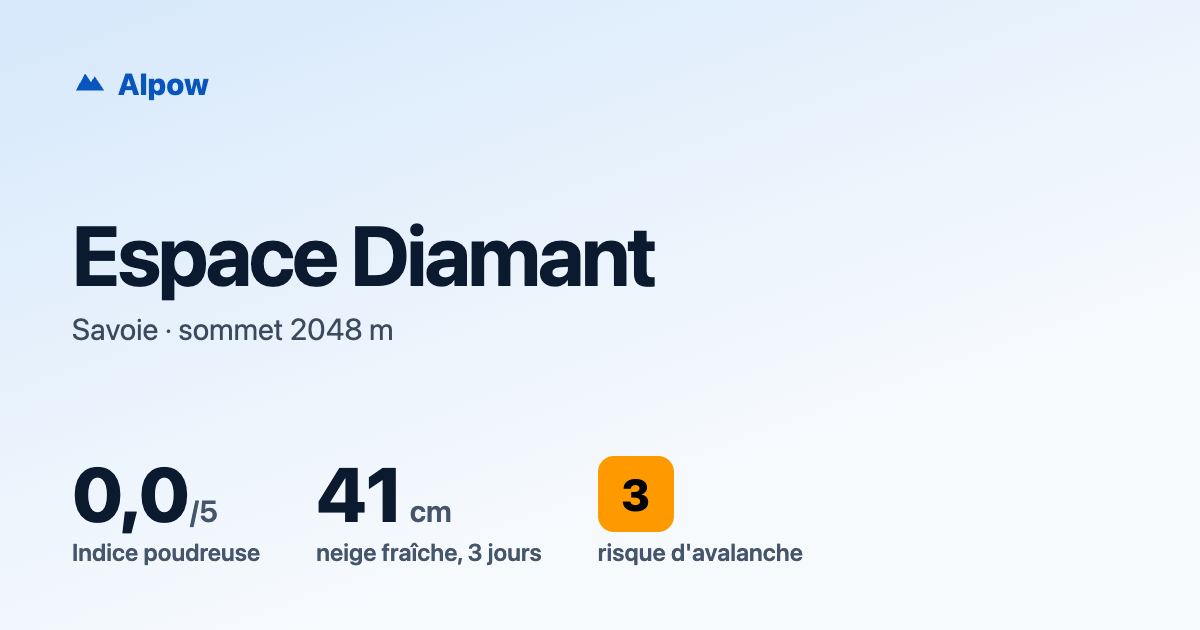 Alpow
Espace Diamant
Savoie · sommet 2048 m
0,0/5
Indice poudreuse
41 cm
neige fraîche, 3 jours
3
risque d'avalanche